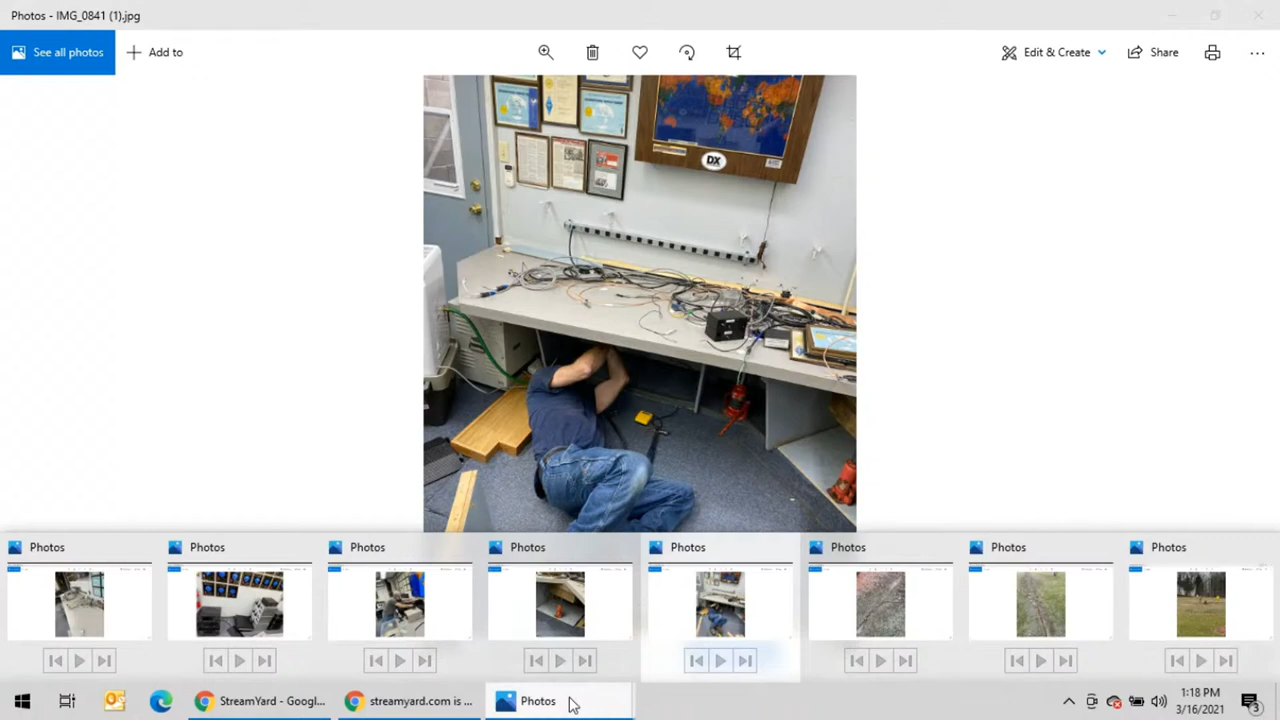 Photos - IMG_0841 (1).jpg
See all photos
Add to
Edit & Create
Share
DX
Photos
Photos
Photos
Photos
Photos
Photos
Photos
Photos
StreamYard - Googl...
streamyard.com is ...
Photos
1:18 PM
3/16/2021
3